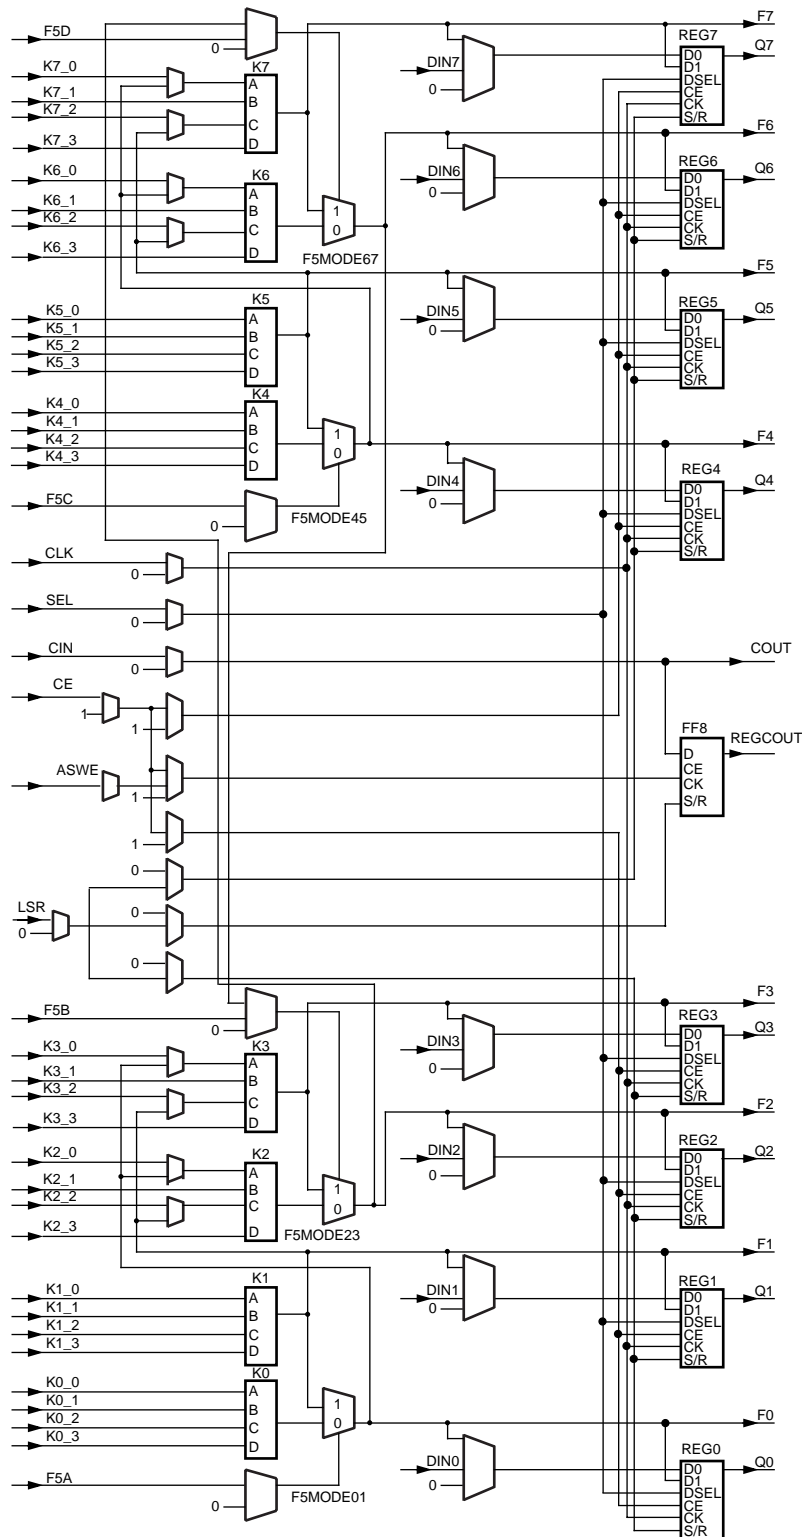 F7
F5D
REG7
0
Q7
K7_0
K7
DIN7
D0
D1
A
DSEL
K7_1
B
0
CE
K7_2
CK
C
S/R
K7_3
D
F6
K6_0
K6
REG6
Q6
A
DIN6
D0
D1
K6_1
B
0
DSEL
1
CE
K6_2
C
CK
0
S/R
K6_3
D
F5MODE67
F5
K5
REG5
K5_0
A
DIN5
D0
Q5
K5_1
B
0
D1
DSEL
K5_2
C
CE
K5_3
D
CK
S/R
K4
K4_0
A
K4_1
B
1
F4
K4_2
C
0
K4_3
D
REG4
DIN4
D0
Q4
F5C
0
D1
F5MODE45
DSEL
0
CE
CK
CLK
S/R
0
SEL
0
CIN
COUT
0
CE
1
1
FF8
REGCOUT
D
ASWE
CE
CK
1
S/R
1
0
LSR
0
0
0
F3
F5B
REG3
0
Q3
K3_0
K3
DIN3
D0
D1
A
DSEL
K3_1
B
0
CE
K3_2
CK
C
S/R
K3_3
D
F2
K2_0
K2
REG2
Q2
A
DIN2
D0
D1
K2_1
B
0
DSEL
1
CE
K2_2
C
CK
0
S/R
K2_3
D
F5MODE23
F1
K1
REG1
K1_0
A
DIN1
D0
Q1
K1_1
B
0
D1
DSEL
K1_2
C
CE
K1_3
D
CK
S/R
K0
K0_0
A
K0_1
B
1
F0
K0_2
C
0
K0_3
D
REG0
DIN0
D0
Q0
F5A
0
D1
F5MODE01
DSEL
0
CE
CK
S/R